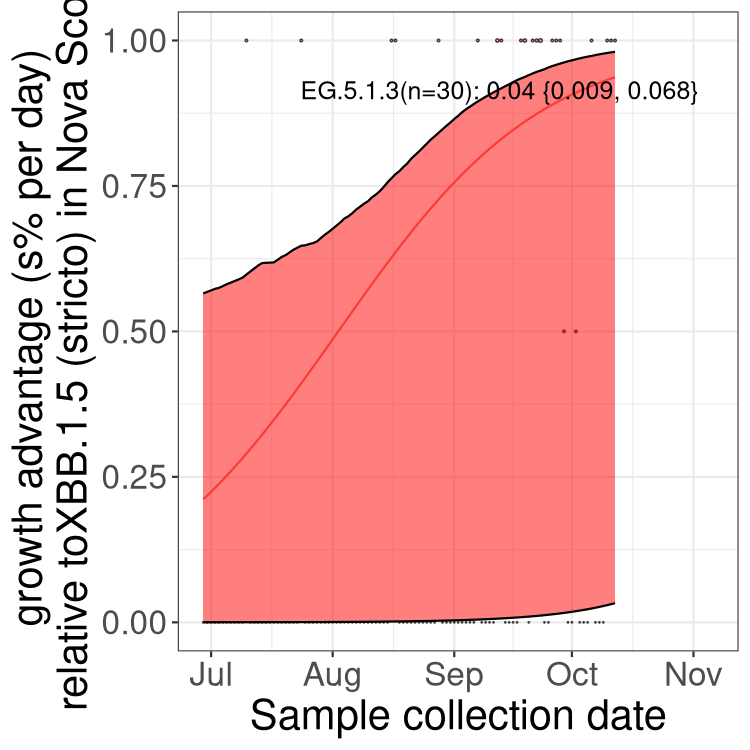 growth advantage (s% per day)
relative toXBB.1.5 (stricto) in Nova Sco
1.00
0.75
0.50
0.25
0.00
EG.5.1.3(n=30): 0.04 {0.009, 0.068}
Jul Aug Sep Oct Nov
Sample collection date